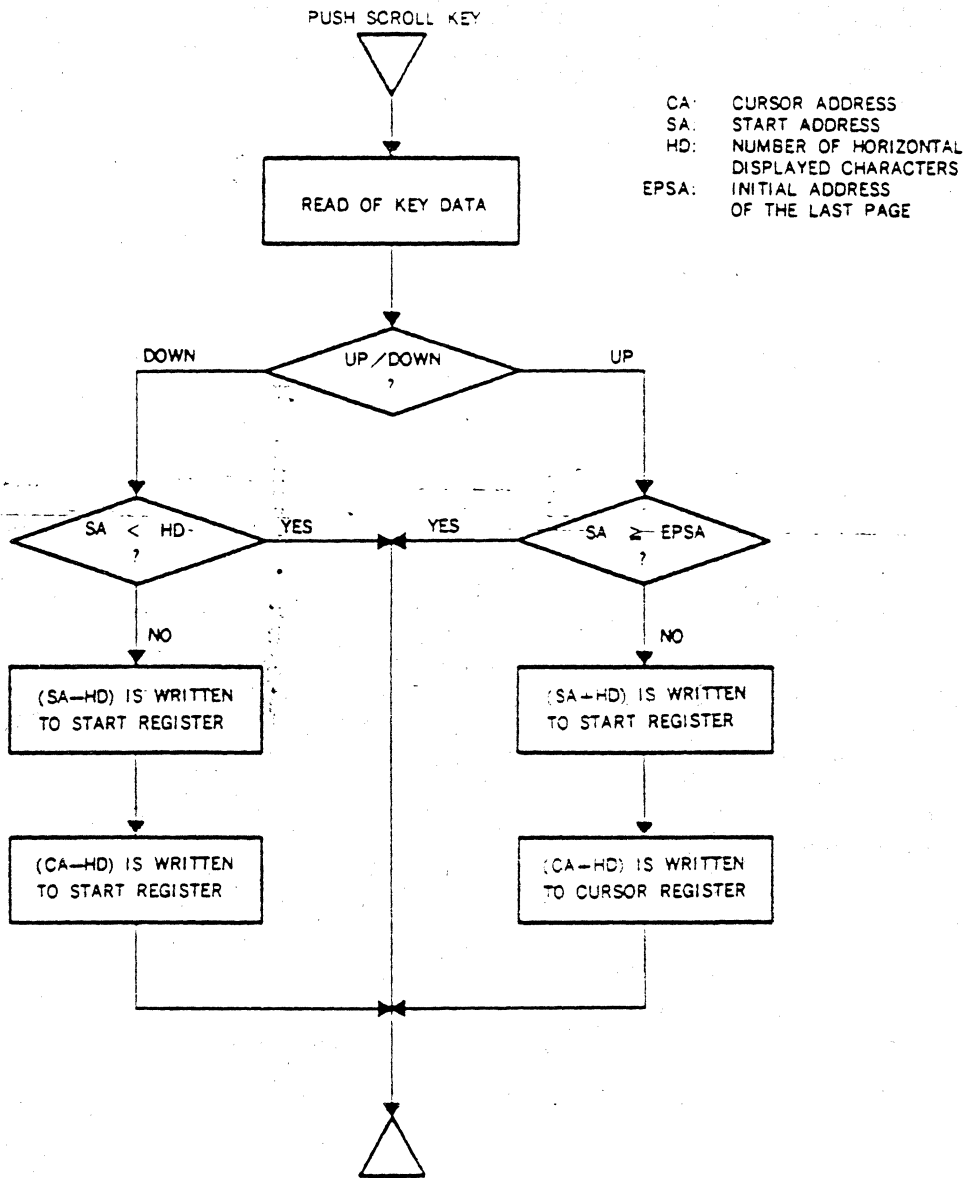 PUSH SCROLL KEY
CA: CURSOR ADDRESS
SA: START ADDRESS
HD: NUMBER OF HORIZONTAL
DISPLAYED CHARACTERS
EPSA: INITIAL ADDRESS
OF THE LAST PAGE
READ OF KEY DATA
DOWN
UP/DOWN
?
UP
SA < HD
?
YES
YES
SA ≥ EPSA
?
NO
NO
(SA-HD) IS WRITTEN
TO START REGISTER
(SA+HD) IS WRITTEN
TO START REGISTER
(CA-HD) IS WRITTEN
TO START REGISTER
(CA+HD) IS WRITTEN
TO CURSOR REGISTER